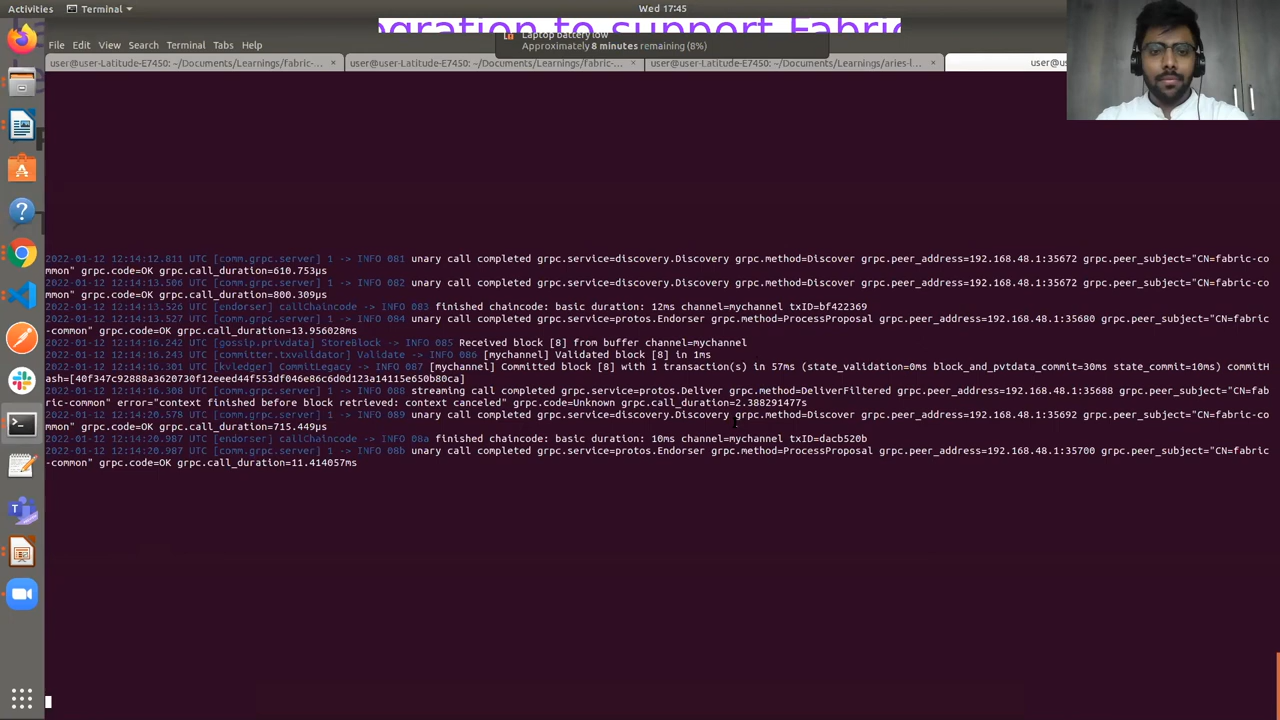 Activities
Terminal
Wed 17:45
egration to support Fabric
Laptop battery low
Approximately 8 minutes remaining (8%)
File Edit View Search Terminal Tabs Help
user@user-Latitude-E7450: ~/Documents/Learnings/fabric-...
user@user-Latitude-E7450: ~/Documents/Learnings/fabric-...
user@user-Latitude-E7450: ~/Documents/Learnings/aries-l...
user@us
2022-01-12 12:14:12.811 UTC [comm.grpc.server] 1 -> INFO 081 unary call completed grpc.service=discovery.Discovery grpc.method=Discover grpc.peer_address=192.168.48.1:35672 grpc.peer_subject="CN=fabric-co
mmon" grpc.code=OK grpc.call_duration=610.753µs
2022-01-12 12:14:13.506 UTC [comm.grpc.server] 1 -> INFO 082 unary call completed grpc.service=discovery.Discovery grpc.method=Discover grpc.peer_address=192.168.48.1:35672 grpc.peer_subject="CN=fabric-co
mmon" grpc.code=OK grpc.call_duration=800.309µs
2022-01-12 12:14:13.526 UTC [endorser] callChaincode -> INFO 083 finished chaincode: basic duration: 12ms channel=mychannel txID=bf422369
2022-01-12 12:14:13.527 UTC [comm.grpc.server] 1 -> INFO 084 unary call completed grpc.service=protos.Endorser grpc.method=ProcessProposal grpc.peer_address=192.168.48.1:35680 grpc.peer_subject="CN=fabric
-common" grpc.code=OK grpc.call_duration=13.956028ms
2022-01-12 12:14:16.243 UTC [gossip.privdata] StoreBlock -> INFO 085 Received block [8] from buffer channel=mychannel
2022-01-12 12:14:16.243 UTC [committer.txvalidator] Validate -> INFO 086 [mychannel] Validated block [8] in 1ms
2022-01-12 12:14:16.301 UTC [kvledger] CommitLegacy -> INFO 087 [mychannel] Committed block [8] with 1 transaction(s) in 57ms (state_validation=0ms block_and_pvtdata_commit=30ms state_commit=10ms) commitH
ash=[40f347c92888a3620730f12eeed44f553df046e86c6d0d123a14115e650b80ca]
2022-01-12 12:14:16.308 UTC [comm.grpc.server] 1 -> INFO 088 streaming call completed grpc.service=protos.Deliver grpc.method=DeliverFiltered grpc.peer_address=192.168.48.1:35688 grpc.peer_subject="CN=fab
ric-common" error="context finished before block retrieved: context canceled" grpc.code=Unknown grpc.call_duration=2.388291477s
2022-01-12 12:14:20.578 UTC [comm.grpc.server] 1 -> INFO 089 unary call completed grpc.service=discovery.Discovery grpc.method=Discover grpc.peer_address=192.168.48.1:35692 grpc.peer_subject="CN=fabric-co
mmon" grpc.code=OK grpc.call_duration=715.449µs
2022-01-12 12:14:20.987 UTC [endorser] callChaincode -> INFO 08a finished chaincode: basic duration: 10ms channel=mychannel txID=dacb520b
2022-01-12 12:14:20.987 UTC [comm.grpc.server] 1 -> INFO 08b unary call completed grpc.service=protos.Endorser grpc.method=ProcessProposal grpc.peer_address=192.168.48.1:35700 grpc.peer_subject="CN=fabric
-common" grpc.code=OK grpc.call_duration=11.414057ms